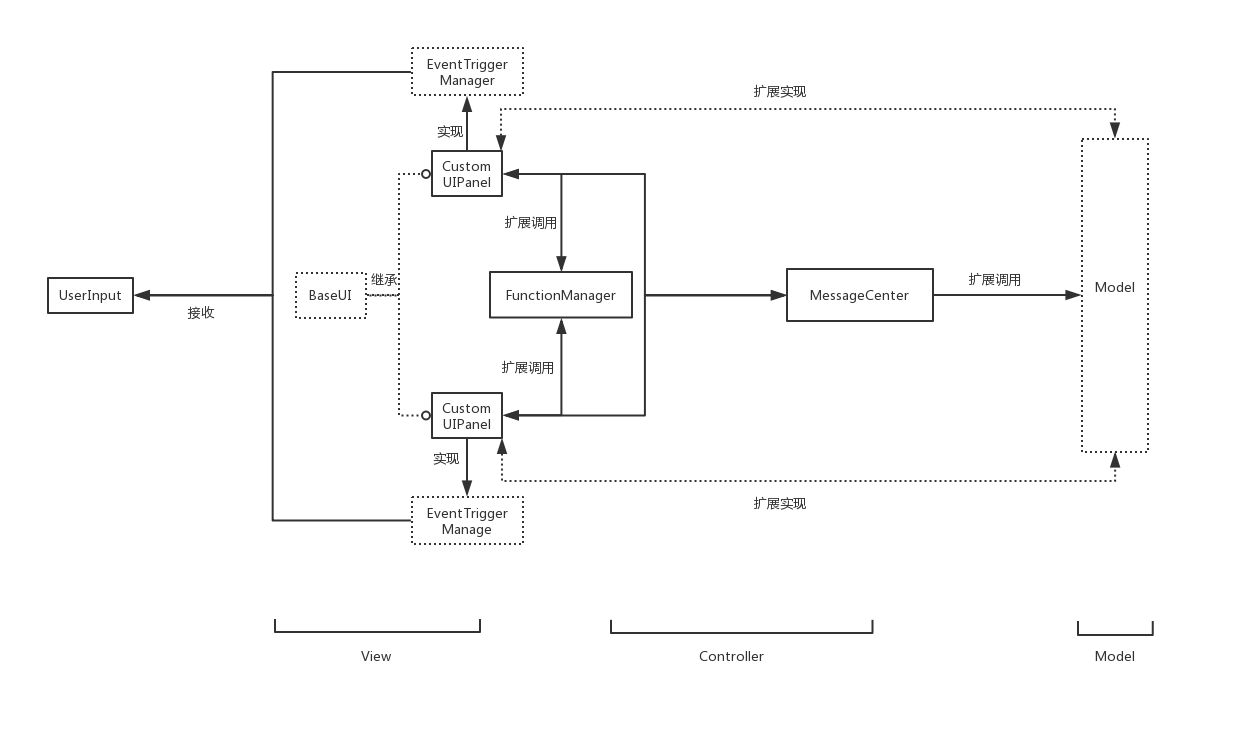 EventTrigger
Manager
扩展实现
实现
Custom
UIPanel
扩展调用
继承
扩展调用
UserInput
BaseUI
FunctionManager
MessageCenter
Model
接收
扩展调用
Custom
UIPanel
实现
扩展实现
EventTrigger
Manage
View
Controller
Model